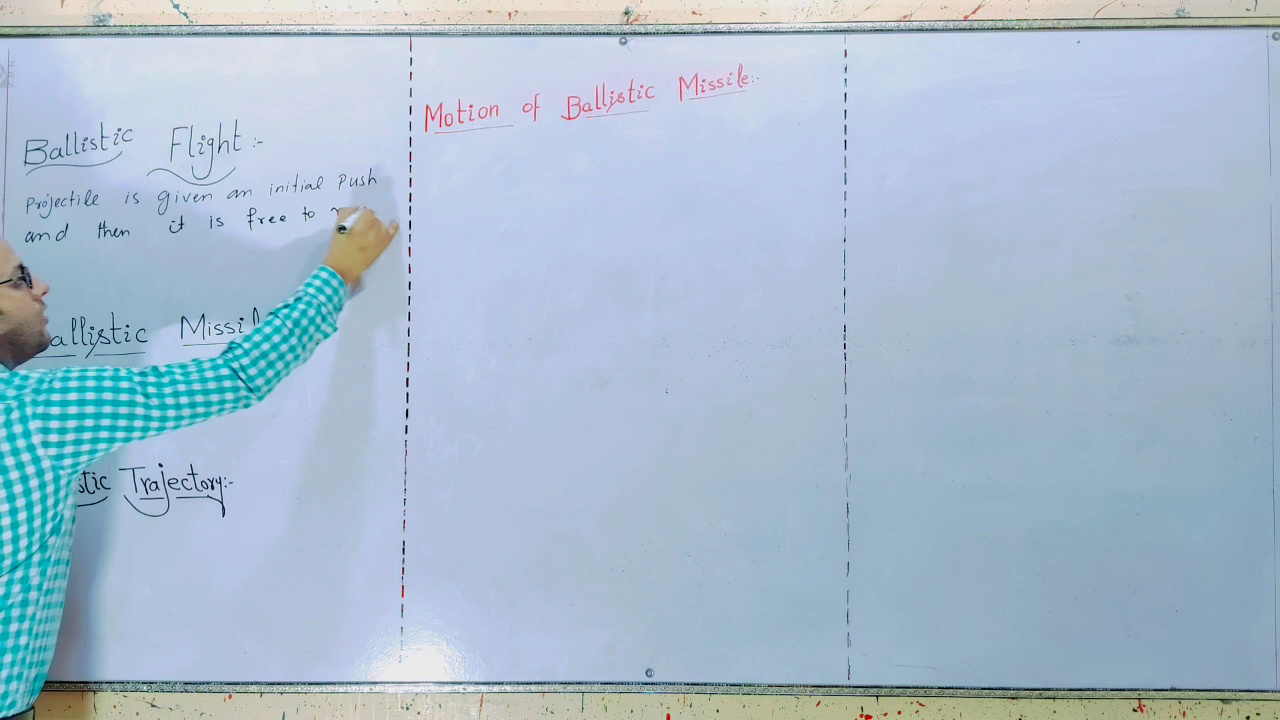 Ballistic Flight:-
Projectile is given an initial Push
and then it is free to
allistic Missil
stic Trajectory:-
Motion of Ballistic Missile:-